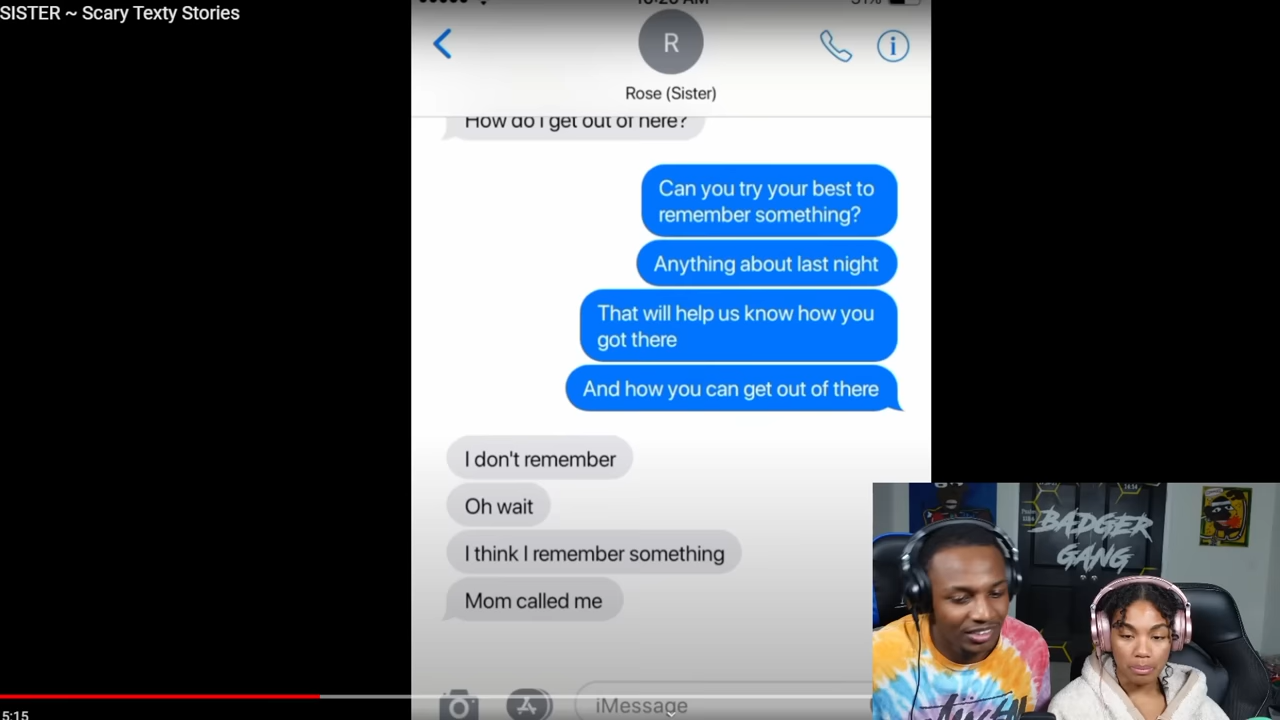 SISTER ~ Scary Texty Stories
R
Rose (Sister)
How do I get out of here?
Can you try your best to
remember something?
Anything about last night
That will help us know how you
got there
And how you can get out of there
I don't remember
Oh wait
I think I remember something
Mom called me
iMessage
5:15
BADGER
GANG